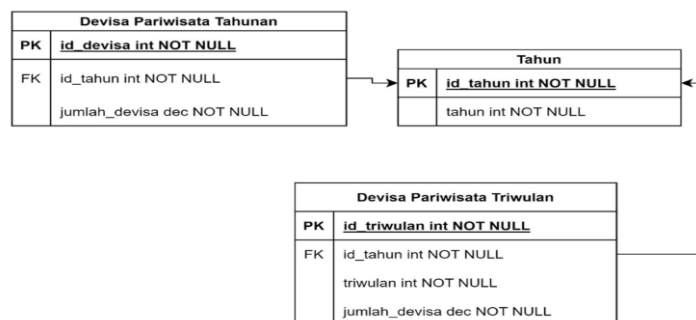 Devisa Pariwisata Tahunan
PK id_devisa int NOT NULL
FK id_tahun int NOT NULL
jumlah_devisa dec NOT NULL
Tahun
PK id_tahun int NOT NULL
tahun int NOT NULL
Devisa Pariwisata Triwulan
PK id_triwulan int NOT NULL
FK id_tahun int NOT NULL
triwulan int NOT NULL
jumlah_devisa dec NOT NULL